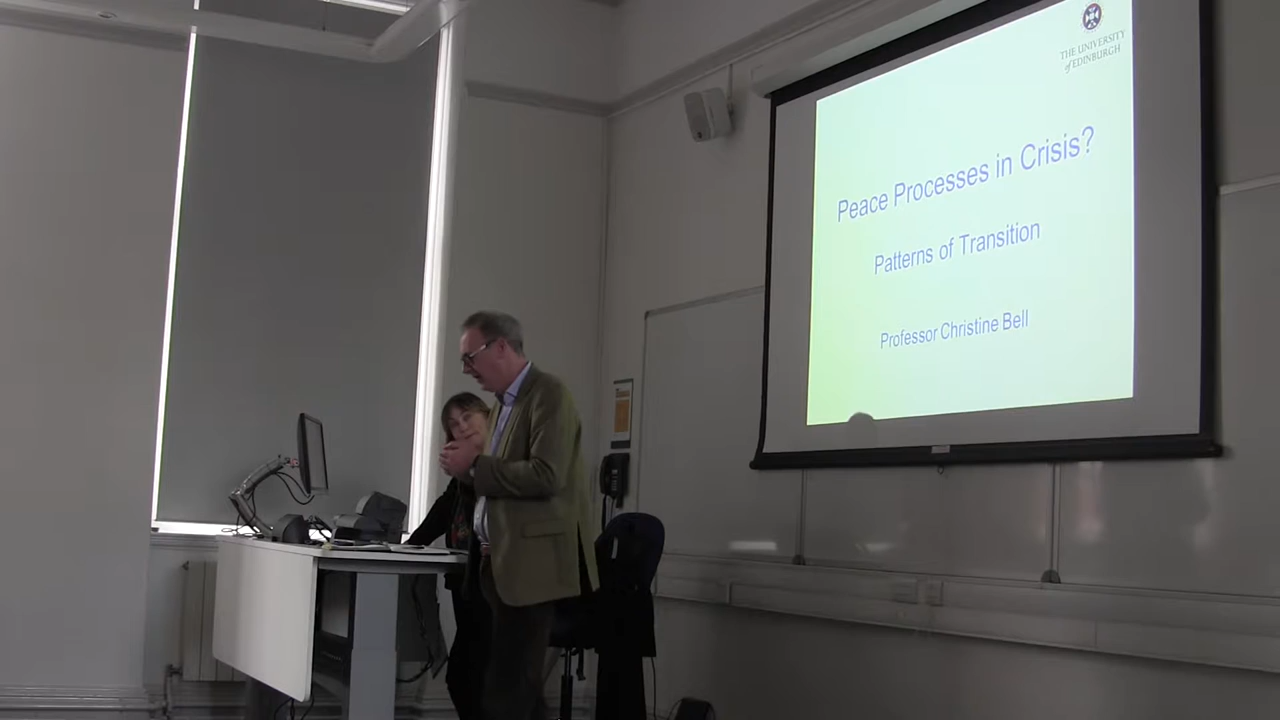 THE UNIVERSITY
of EDINBURGH
Peace Processes in Crisis?
Patterns of Transition
Professor Christine Bell